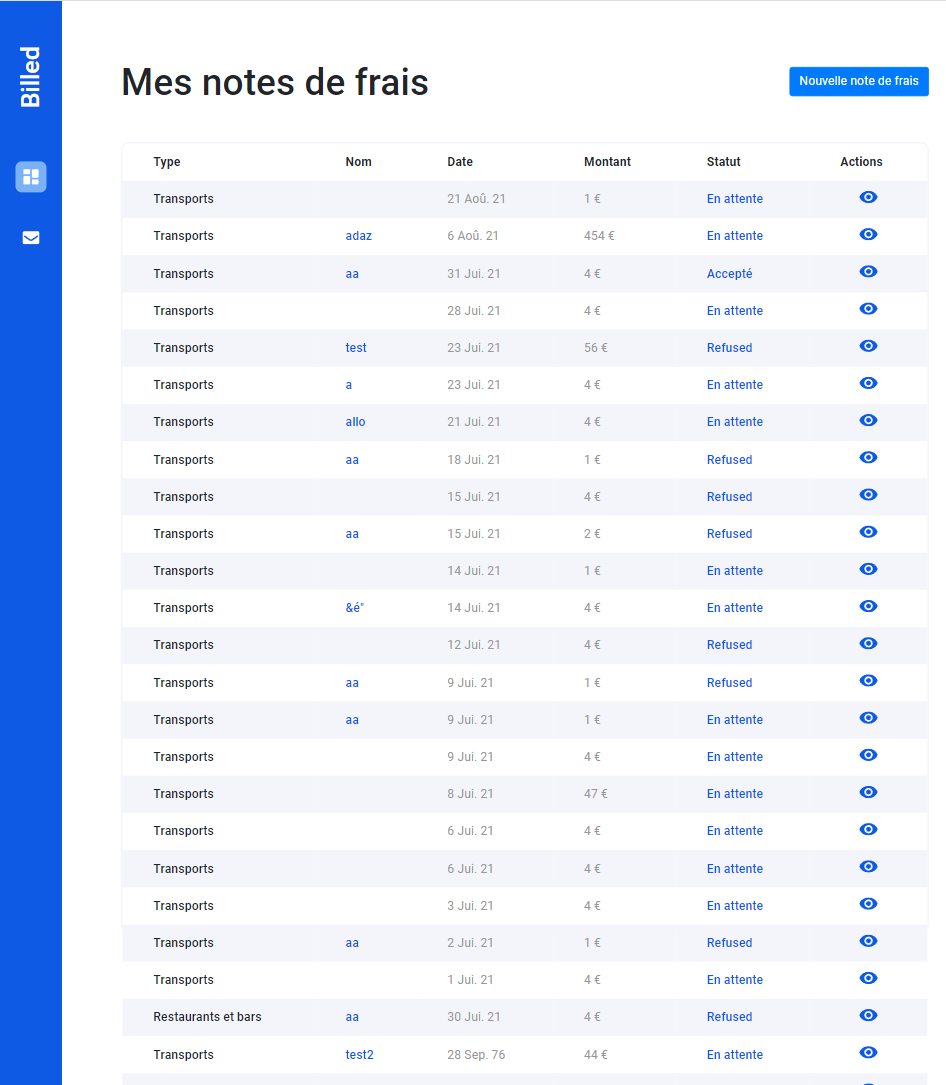 Billed
Mes notes de frais
Nouvelle note de frais
Type Nom Date Montant Statut Actions
Transports 21 Aoû. 21 1 € En attente
Transports adaz 6 Aoû. 21 454 € En attente
Transports aa 31 Jui. 21 4 € Accepté
Transports 28 Jui. 21 4 € En attente
Transports test 23 Jui. 21 56 € Refused
Transports a 23 Jui. 21 4 € En attente
Transports allo 21 Jui. 21 4 € En attente
Transports aa 18 Jui. 21 1 € Refused
Transports 15 Jui. 21 4 € Refused
Transports aa 15 Jui. 21 2 € Refused
Transports 14 Jui. 21 1 € En attente
Transports &é" 14 Jui. 21 4 € En attente
Transports 12 Jui. 21 4 € Refused
Transports aa 9 Jui. 21 1 € Refused
Transports aa 9 Jui. 21 1 € En attente
Transports 9 Jui. 21 4 € En attente
Transports 8 Jui. 21 47 € En attente
Transports 6 Jui. 21 4 € En attente
Transports 6 Jui. 21 4 € En attente
Transports 3 Jui. 21 4 € En attente
Transports aa 2 Jui. 21 1 € Refused
Transports 1 Jui. 21 4 € En attente
Restaurants et bars aa 30 Jui. 21 4 € Refused
Transports test2 28 Sep. 76 44 € En attente